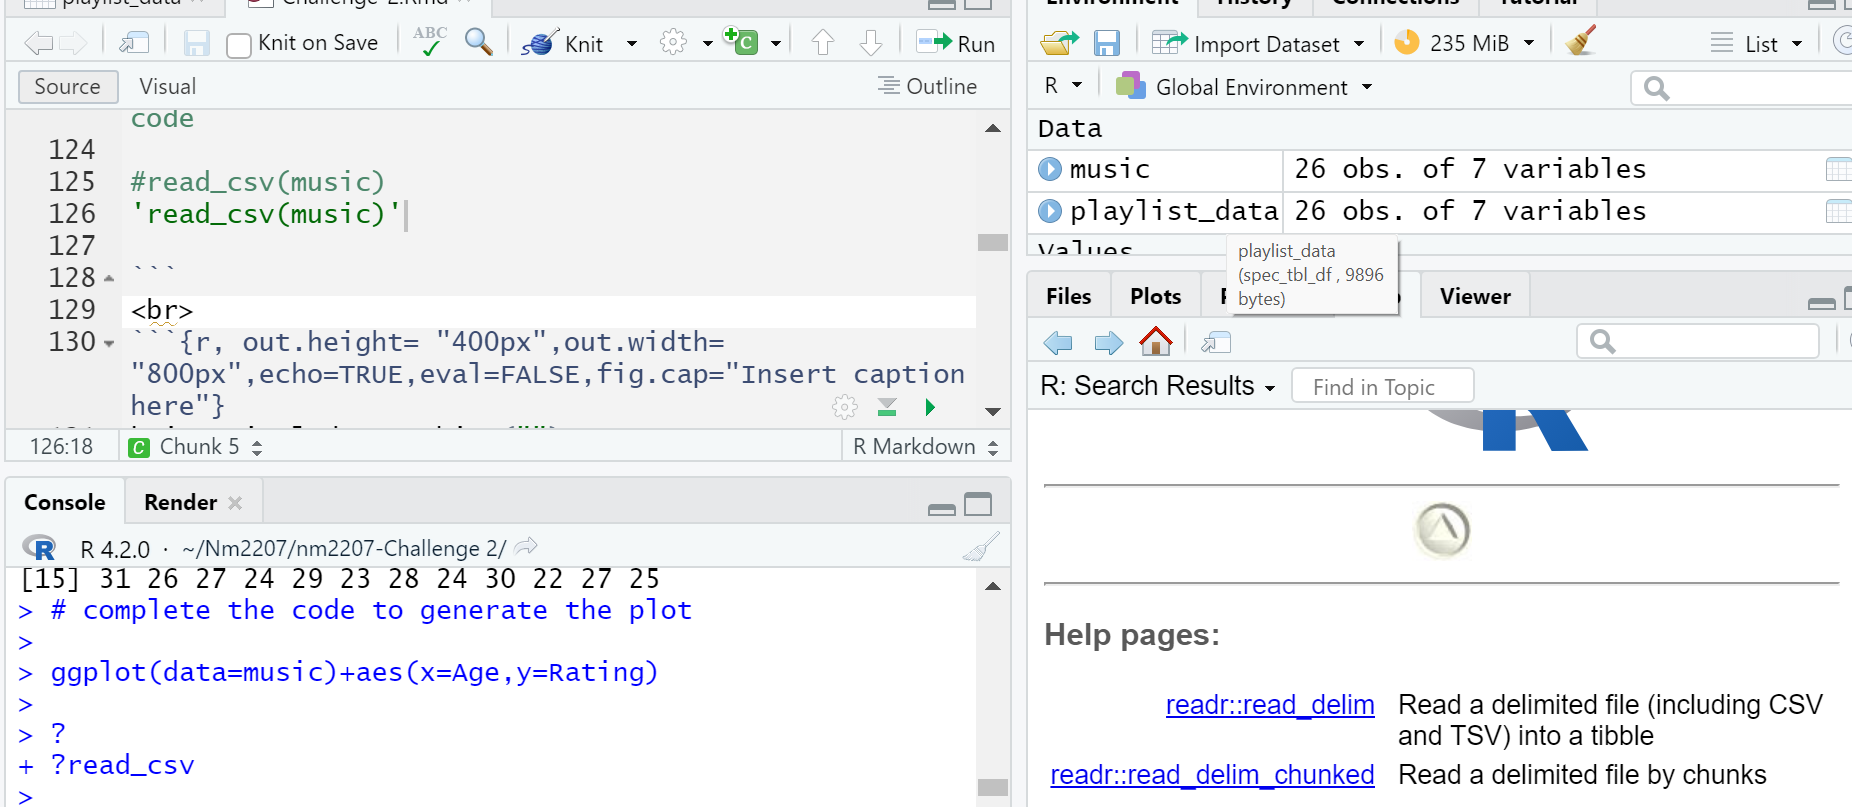 playlist_data
Challenge-2.Rmd
Knit on Save
ABC
Knit
Run
Source
Visual
Outline
code
124
125 #read_csv(music)
126 'read_csv(music)'
127
128 ```
129 <br>
130 ```{r, out.height= "400px",out.width=
"800px",echo=TRUE,eval=FALSE,fig.cap="Insert caption
here"}
126:18
C Chunk 5
R Markdown
Console
Render
R 4.2.0 · ~/Nm2207/nm2207-Challenge 2/
[15] 31 26 27 24 29 23 28 24 30 22 27 25
> # complete the code to generate the plot
>
> ggplot(data=music)+aes(x=Age,y=Rating)
>
> ?
+ ?read_csv
>
Environment
History
Connections
Tutorial
Import Dataset
235 MiB
List
R
Global Environment
Data
music 26 obs. of 7 variables
playlist_data 26 obs. of 7 variables
Values
playlist_data
(spec_tbl_df , 9896
bytes)
Files
Plots
Viewer
R: Search Results
Find in Topic
R
Help pages:
readr::read_delim Read a delimited file (including CSV
and TSV) into a tibble
readr::read_delim_chunked Read a delimited file by chunks